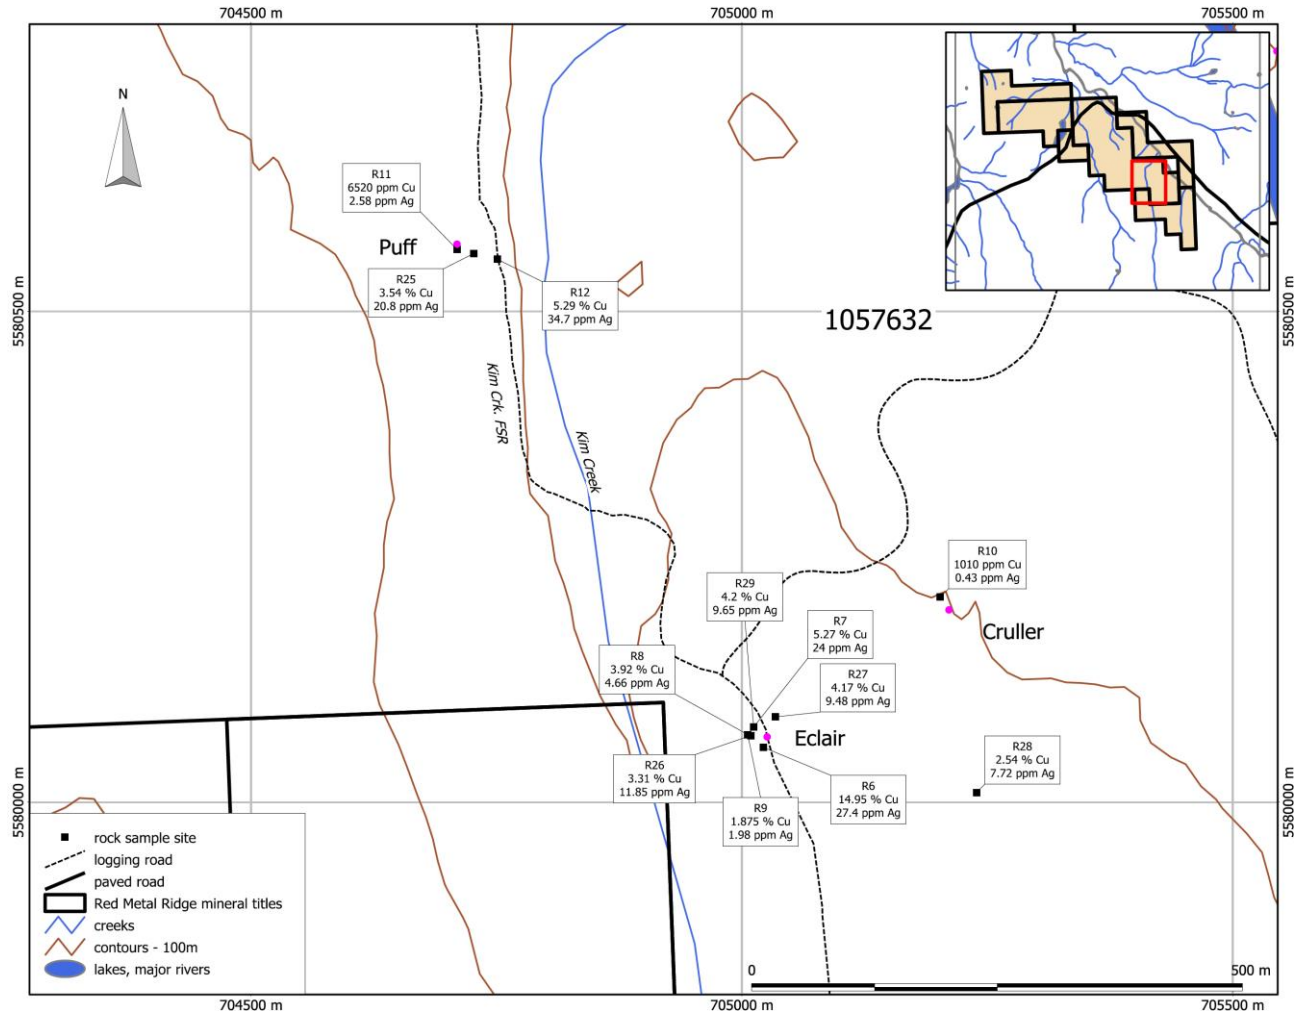 704500 m
705000 m
705500 m
N
R11
6520 ppm Cu
2.58 ppm Ag
Puff
R25
3.54 % Cu
20.8 ppm Ag
R12
5.29 % Cu
34.7 ppm Ag
5580500 m
1057632
5580500 m
Kim Crk. FSR
Kim Creek
R10
1010 ppm Cu
0.43 ppm Ag
R29
4.2 % Cu
9.65 ppm Ag
R7
5.27 % Cu
24 ppm Ag
Cruller
R8
3.92 % Cu
4.66 ppm Ag
R27
4.17 % Cu
9.48 ppm Ag
Eclair
R26
3.31 % Cu
11.85 ppm Ag
R28
2.54 % Cu
7.72 ppm Ag
R6
14.95 % Cu
27.4 ppm Ag
R9
1.875 % Cu
1.98 ppm Ag
5580000 m
5580000 m
rock sample site
logging road
paved road
Red Metal Ridge mineral titles
creeks
contours - 100m
lakes, major rivers
0
500 m
704500 m
705000 m
705500 m